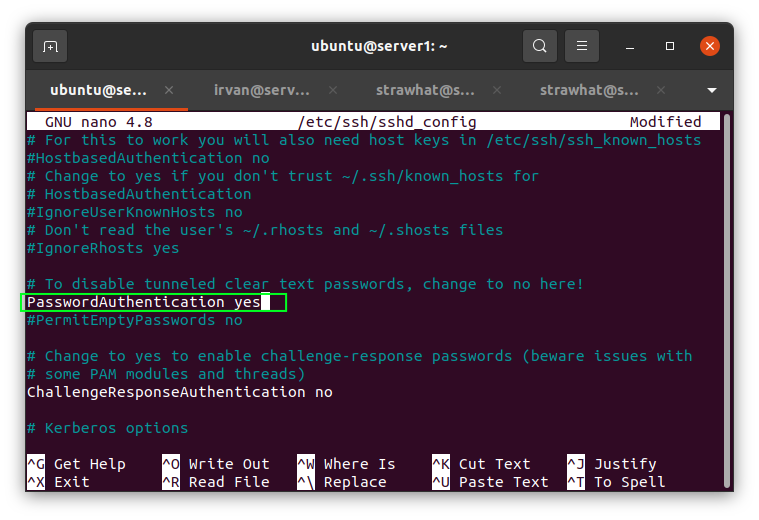 ubuntu@server1: ~
ubuntu@se... × irvan@serv... × strawhat@s... × strawhat@s... ×
GNU nano 4.8 /etc/ssh/sshd_config Modified
# For this to work you will also need host keys in /etc/ssh/ssh_known_hosts
#HostbasedAuthentication no
# Change to yes if you don't trust ~/.ssh/known_hosts for
# HostbasedAuthentication
#IgnoreUserKnownHosts no
# Don't read the user's ~/.rhosts and ~/.shosts files
#IgnoreRhosts yes
# To disable tunneled clear text passwords, change to no here!
PasswordAuthentication yes
#PermitEmptyPasswords no
# Change to yes to enable challenge-response passwords (beware issues with
# some PAM modules and threads)
ChallengeResponseAuthentication no
# Kerberos options
^G Get Help ^O Write Out ^W Where Is ^K Cut Text ^J Justify
^X Exit ^R Read File ^\ Replace ^U Paste Text ^T To Spell